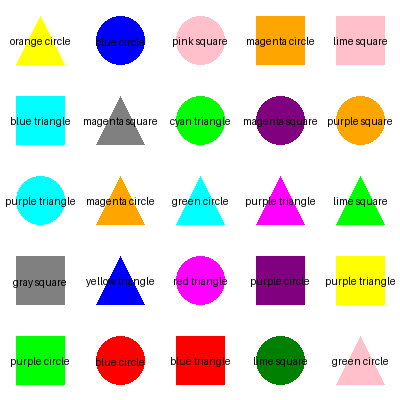 orange circle
blue circle
pink square
magenta circle
lime square
blue triangle
magenta square
cyan triangle
magenta square
purple square
purple triangle
magenta circle
green circle
purple triangle
lime square
gray square
yellow triangle
red triangle
purple circle
purple triangle
purple circle
blue circle
blue triangle
lime square
green circle